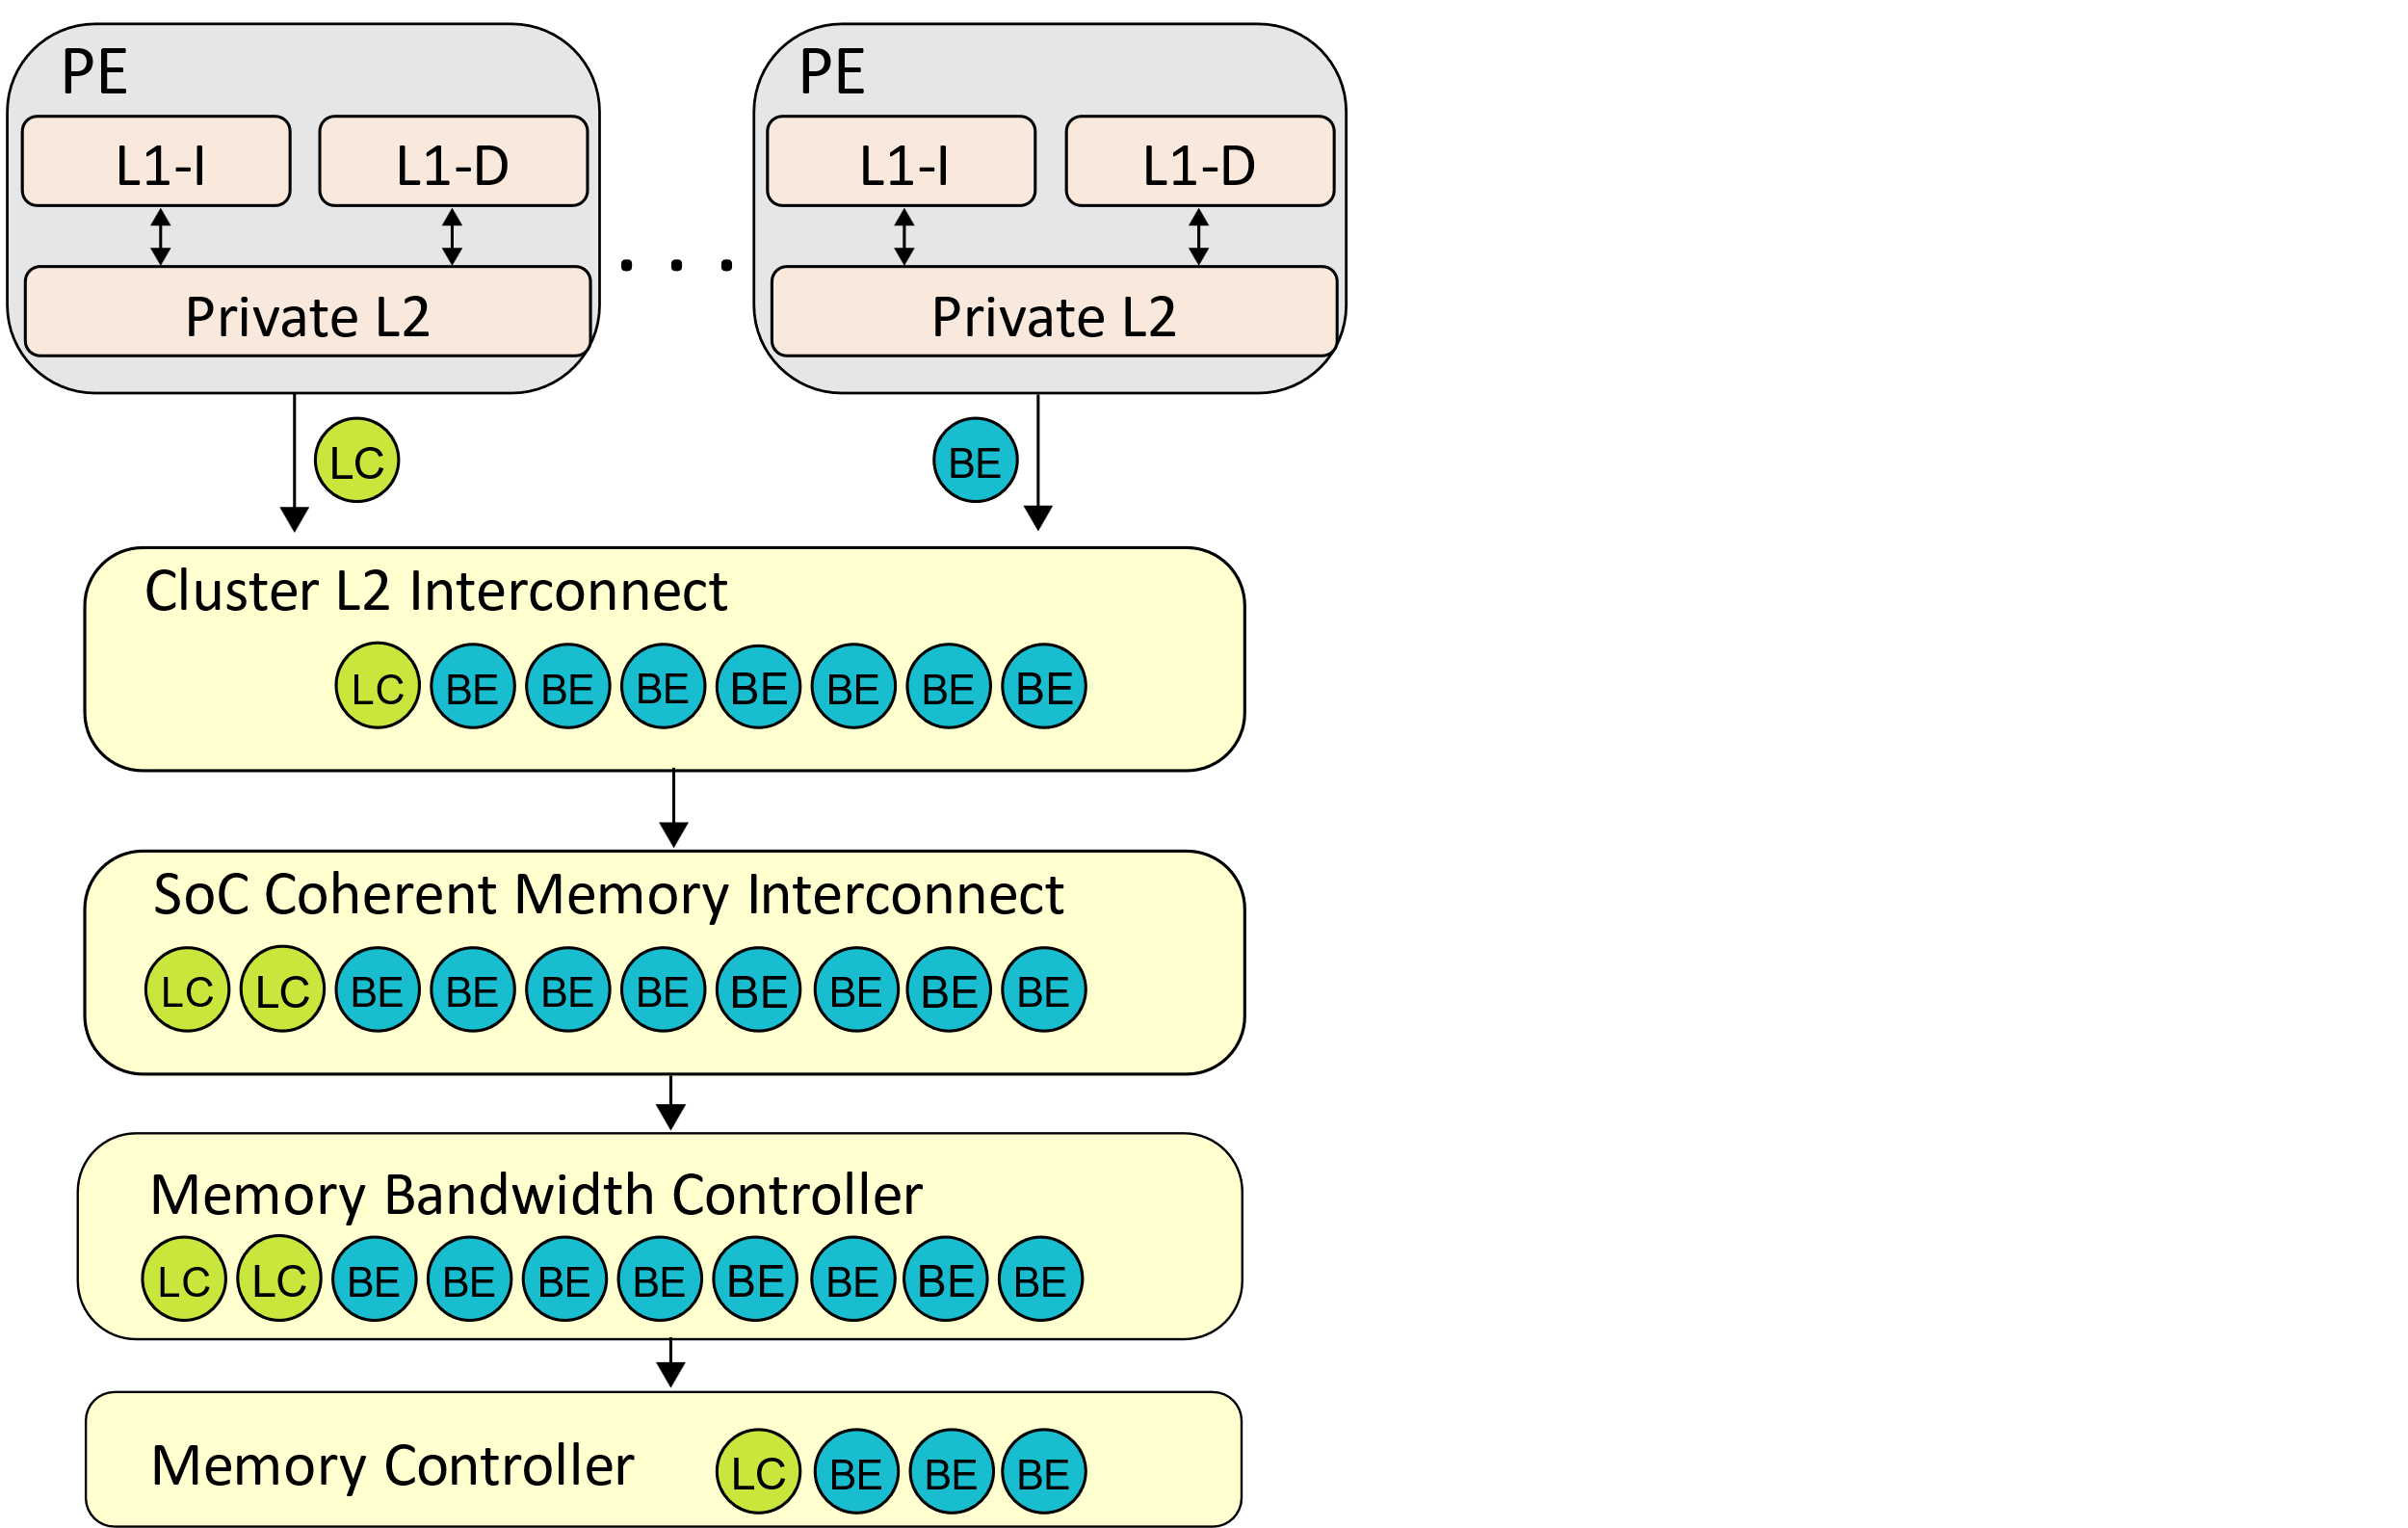 PE PE
L1-I L1-D L1-I L1-D
. . .
Private L2 Private L2
LC BE
Cluster L2 Interconnect
LC BE BE BE BE BE BE BE
SoC Coherent Memory Interconnect
LC LC BE BE BE BE BE BE BE BE
Memory Bandwidth Controller
LC LC BE BE BE BE BE BE BE BE
Memory Controller LC BE BE BE